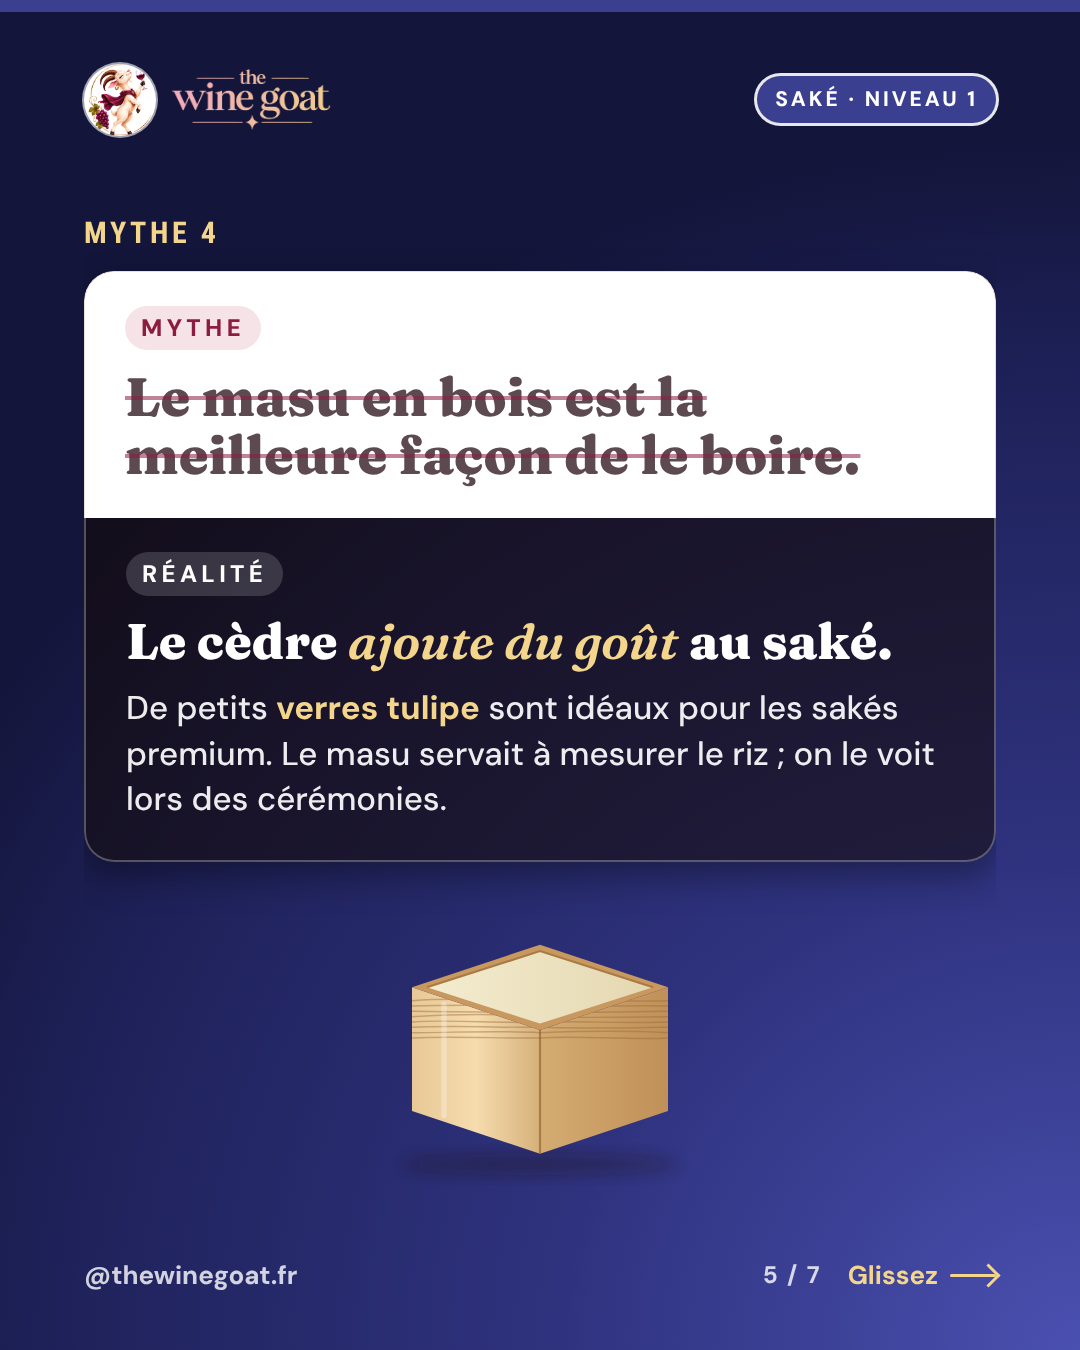 the
wine goat
SAKÉ · NIVEAU 1
MYTHE 4
MYTHE
Le masu en bois est la
meilleure façon de le boire.
RÉALITÉ
Le cèdre ajoute du goût au saké.
De petits verres tulipe sont idéaux pour les sakés
premium. Le masu servait à mesurer le riz ; on le voit
lors des cérémonies.
@thewinegoat.fr
5 / 7 Glissez